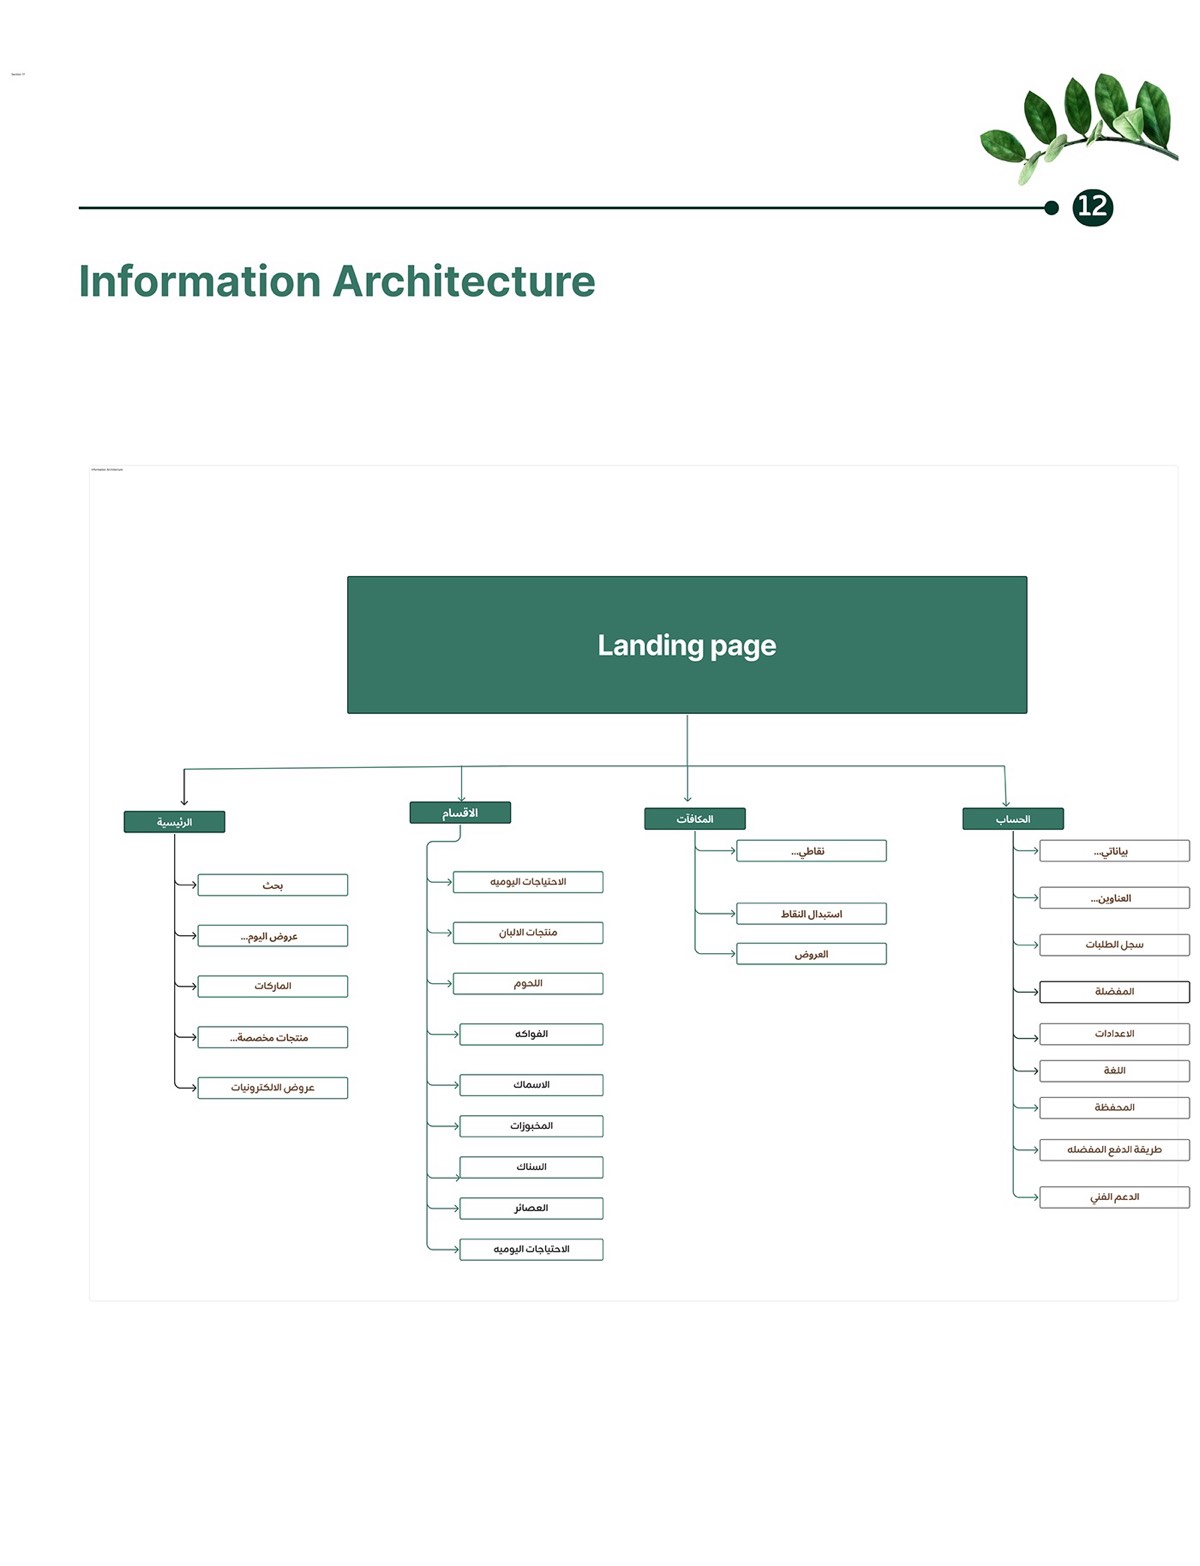 12
Information Architecture
Information Architecture
Landing page
الرئيسية
بحث
عروض اليوم...
الماركات
منتجات مخصصة...
عروض الالكترونيات
الاقسام
الاحتياجات اليوميه
منتجات الالبان
اللحوم
الفواكه
الاسماك
المخبوزات
السناك
العصائر
الاحتياجات اليوميه
المكافآت
نقاطي...
استبدال النقاط
العروض
الحساب
بياناتي...
العناوين...
سجل الطلبات
المفضلة
الاعدادات
اللغة
المحفظة
طريقة الدفع المفضله
الدعم الفني